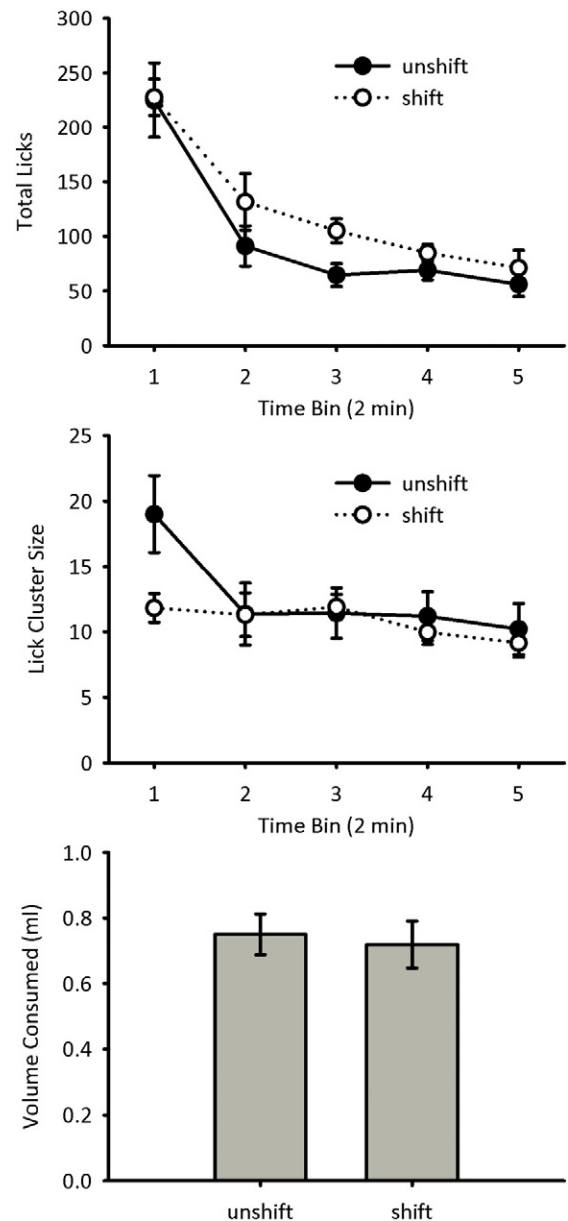 300
250
200
150
100
50
0
Total Licks
unshift
shift
1 2 3 4 5
Time Bin (2 min)
25
20
15
10
5
0
Lick Cluster Size
unshift
shift
1 2 3 4 5
Time Bin (2 min)
1.0
0.8
0.6
0.4
0.2
0.0
Volume Consumed (ml)
unshift shift